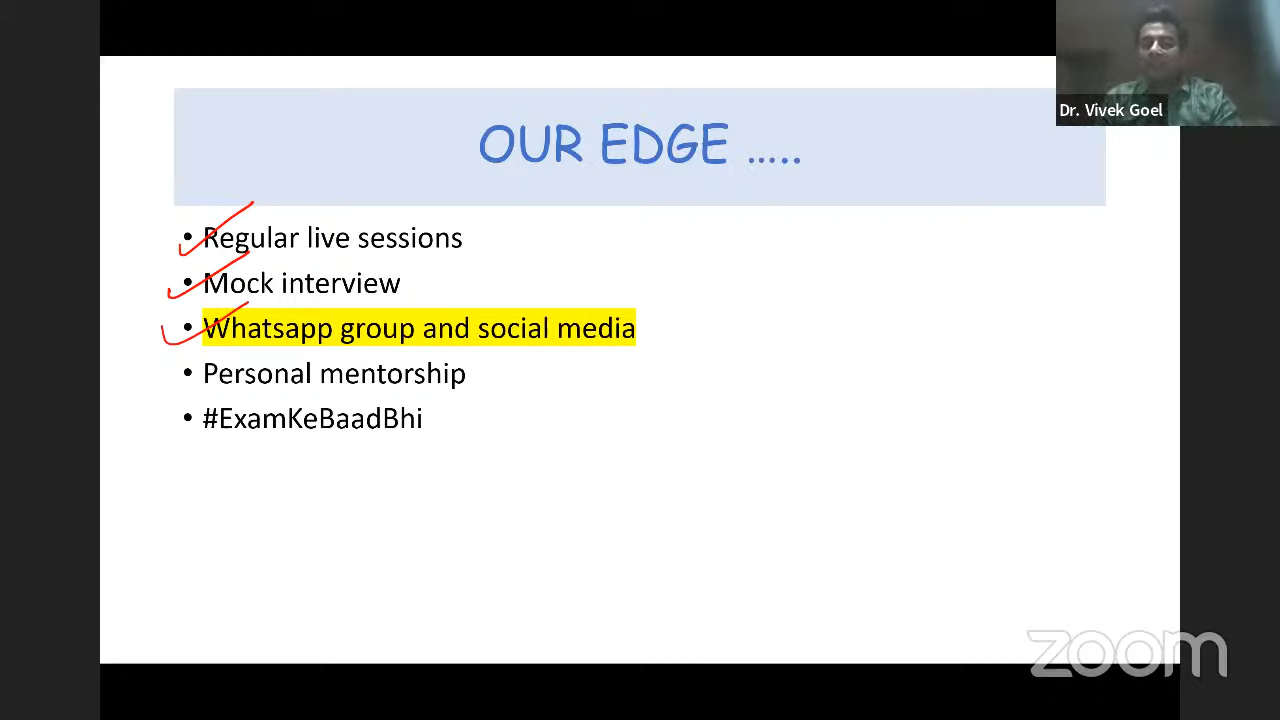 Dr. Vivek Goel
OUR EDGE .....
• Regular live sessions
• Mock interview
• Whatsapp group and social media
• Personal mentorship
• #ExamKeBaadBhi
zoom